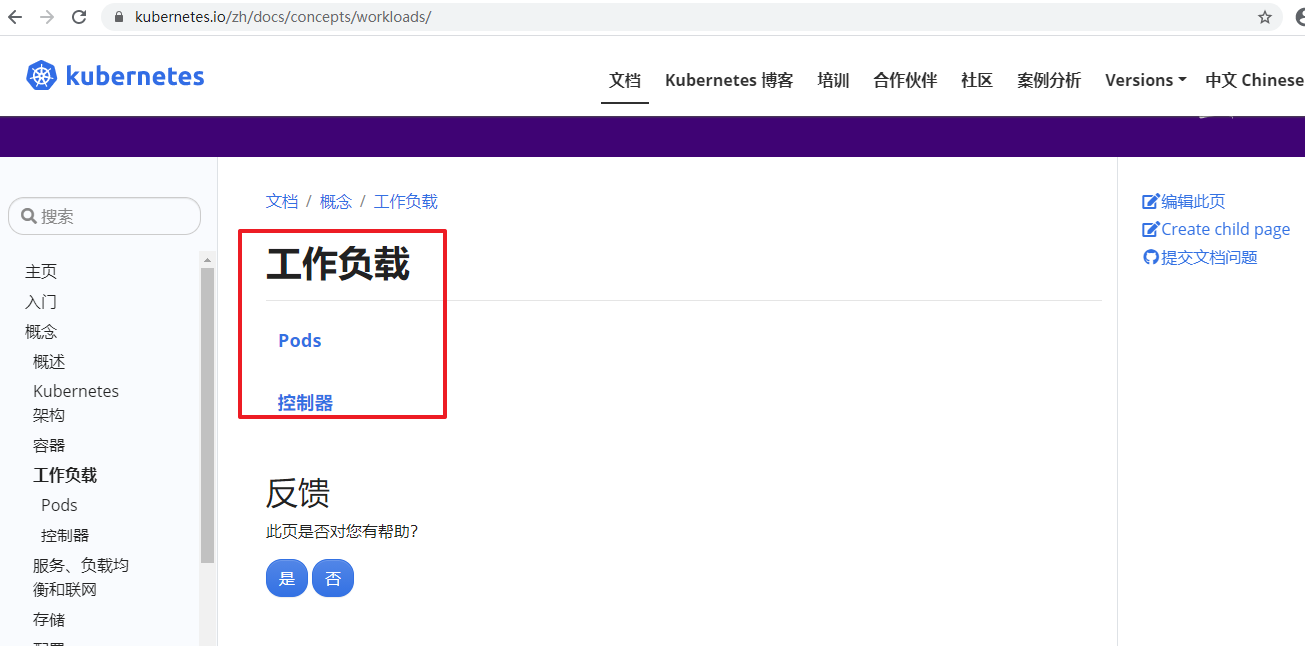 kubernetes.io/zh/docs/concepts/workloads/
kubernetes
文档 Kubernetes 博客 培训 合作伙伴 社区 案例分析 Versions 中文 Chinese
搜索
主页
入门
概念
概述
Kubernetes
架构
容器
工作负载
Pods
控制器
服务、负载均
衡和联网
存储
文档 / 概念 / 工作负载
工作负载
Pods
控制器
反馈
此页是否对您有帮助?
是 否
编辑此页
Create child page
提交文档问题